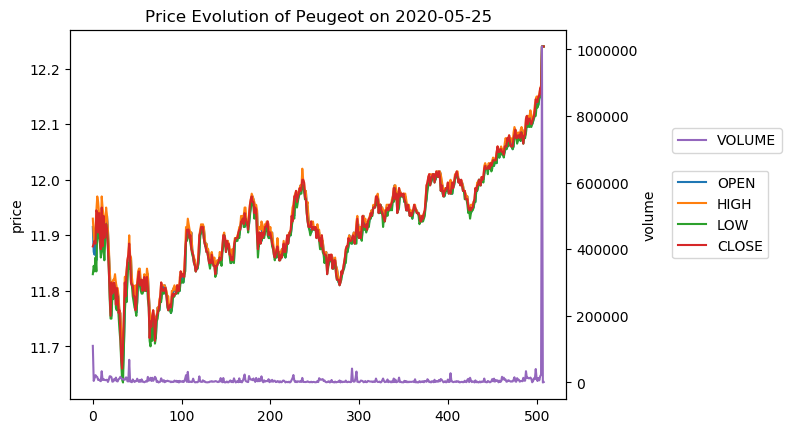 Price Evolution of Peugeot on 2020-05-25
price
12.2
12.1
12.0
11.9
11.8
11.7
0
100
200
300
400
500
1000000
800000
600000
400000
200000
0
volume
VOLUME
OPEN
HIGH
LOW
CLOSE